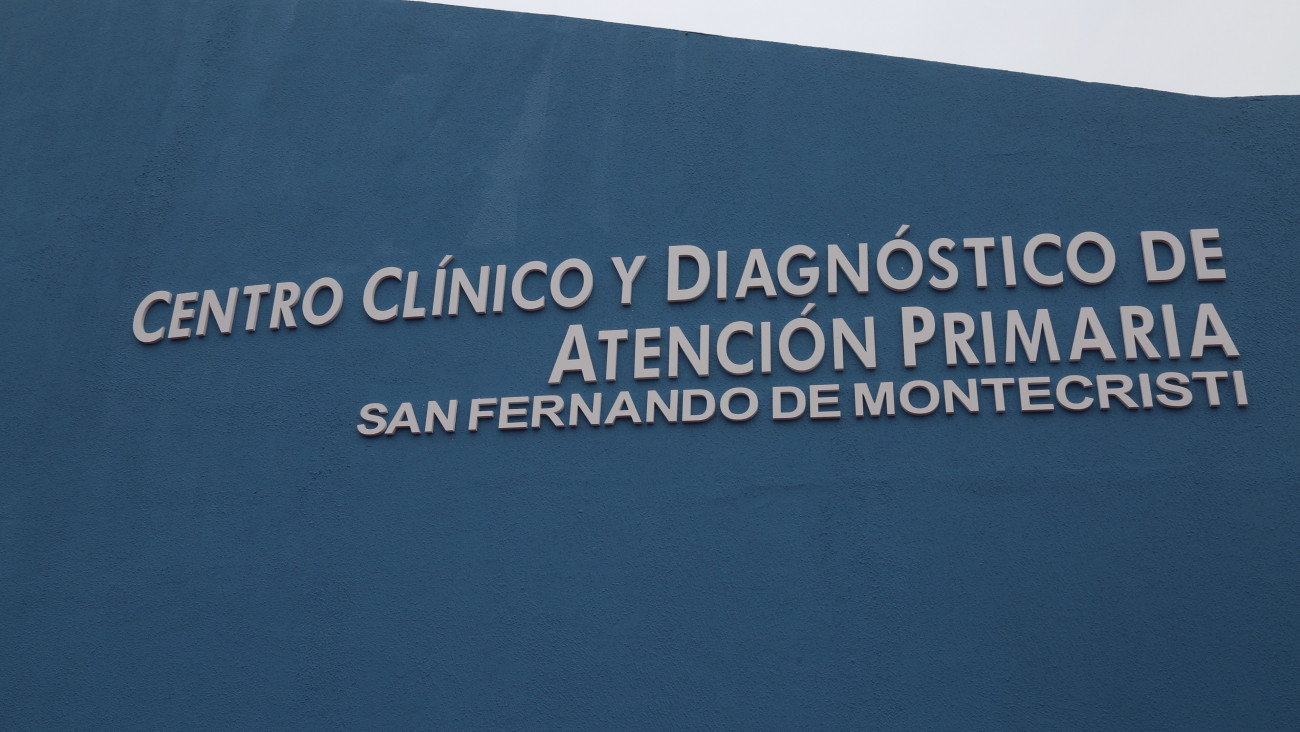 CENTRO CLÍNICO Y DIAGNÓSTICO DE
ATENCIÓN PRIMARIA
SAN FERNANDO DE MONTECRISTI